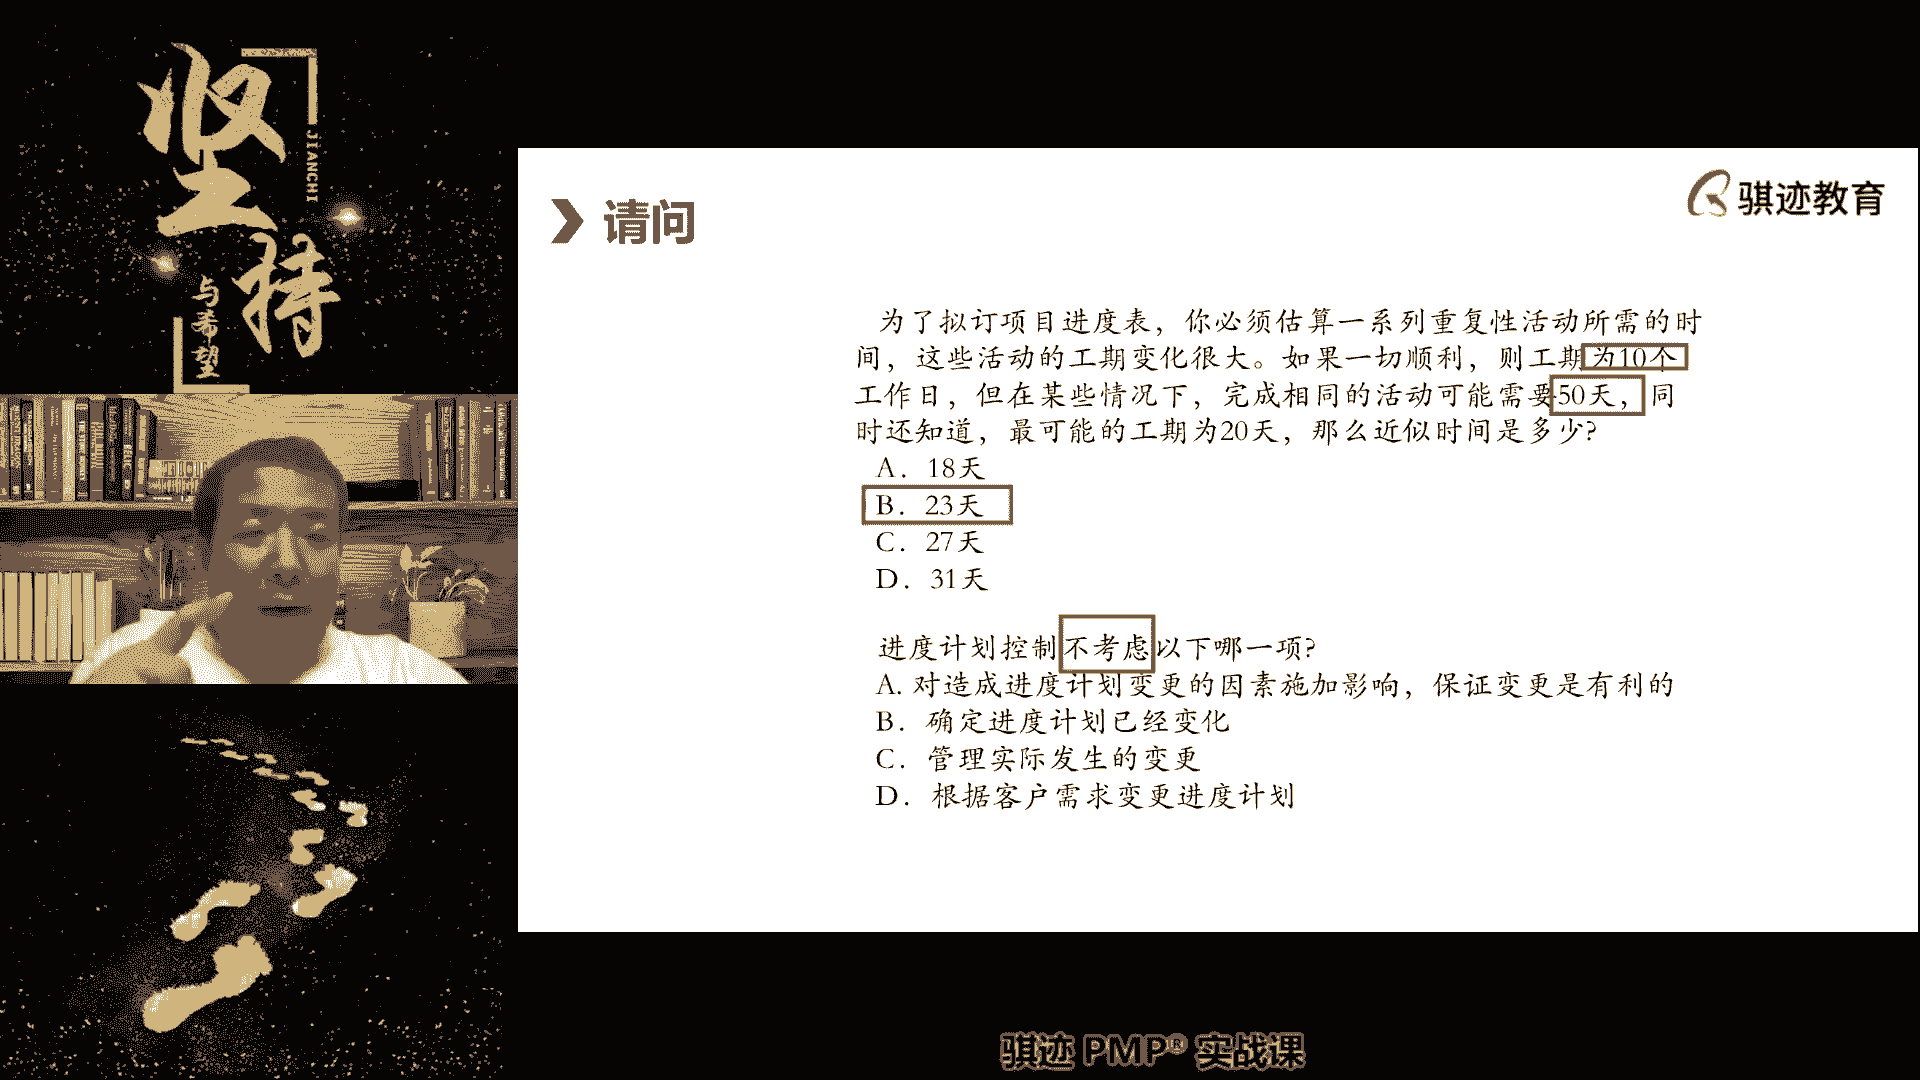 坚持
JIANCHI
与希望
骐迹教育
请问
为了拟订项目进度表，你必须估算一系列重复性活动所需的时
间，这些活动的工期变化很大。如果一切顺利，则工期为10个
工作日，但在某些情况下，完成相同的活动可能需要50天，同
时还知道，最可能的工期为20天，那么近似时间是多少?
A．18天
B．23天
C．27天
D．31天
进度计划控制不考虑以下哪一项?
A. 对造成进度计划变更的因素施加影响，保证变更是有利的
B．确定进度计划已经变化
C．管理实际发生的变更
D．根据客户需求变更进度计划
骐迹 PMP® 实战课